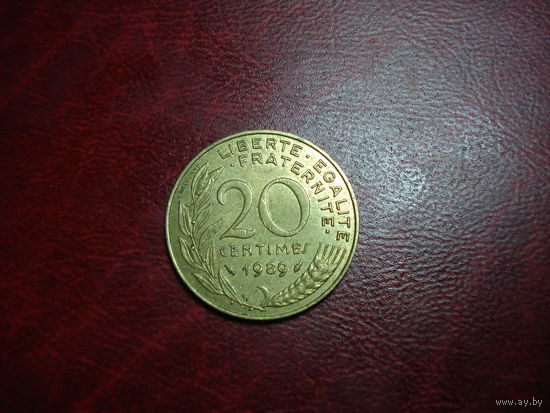 LIBERTE · EGALITE
· FRATERNITE ·
20
CENTIMES
1989
www.ay.by